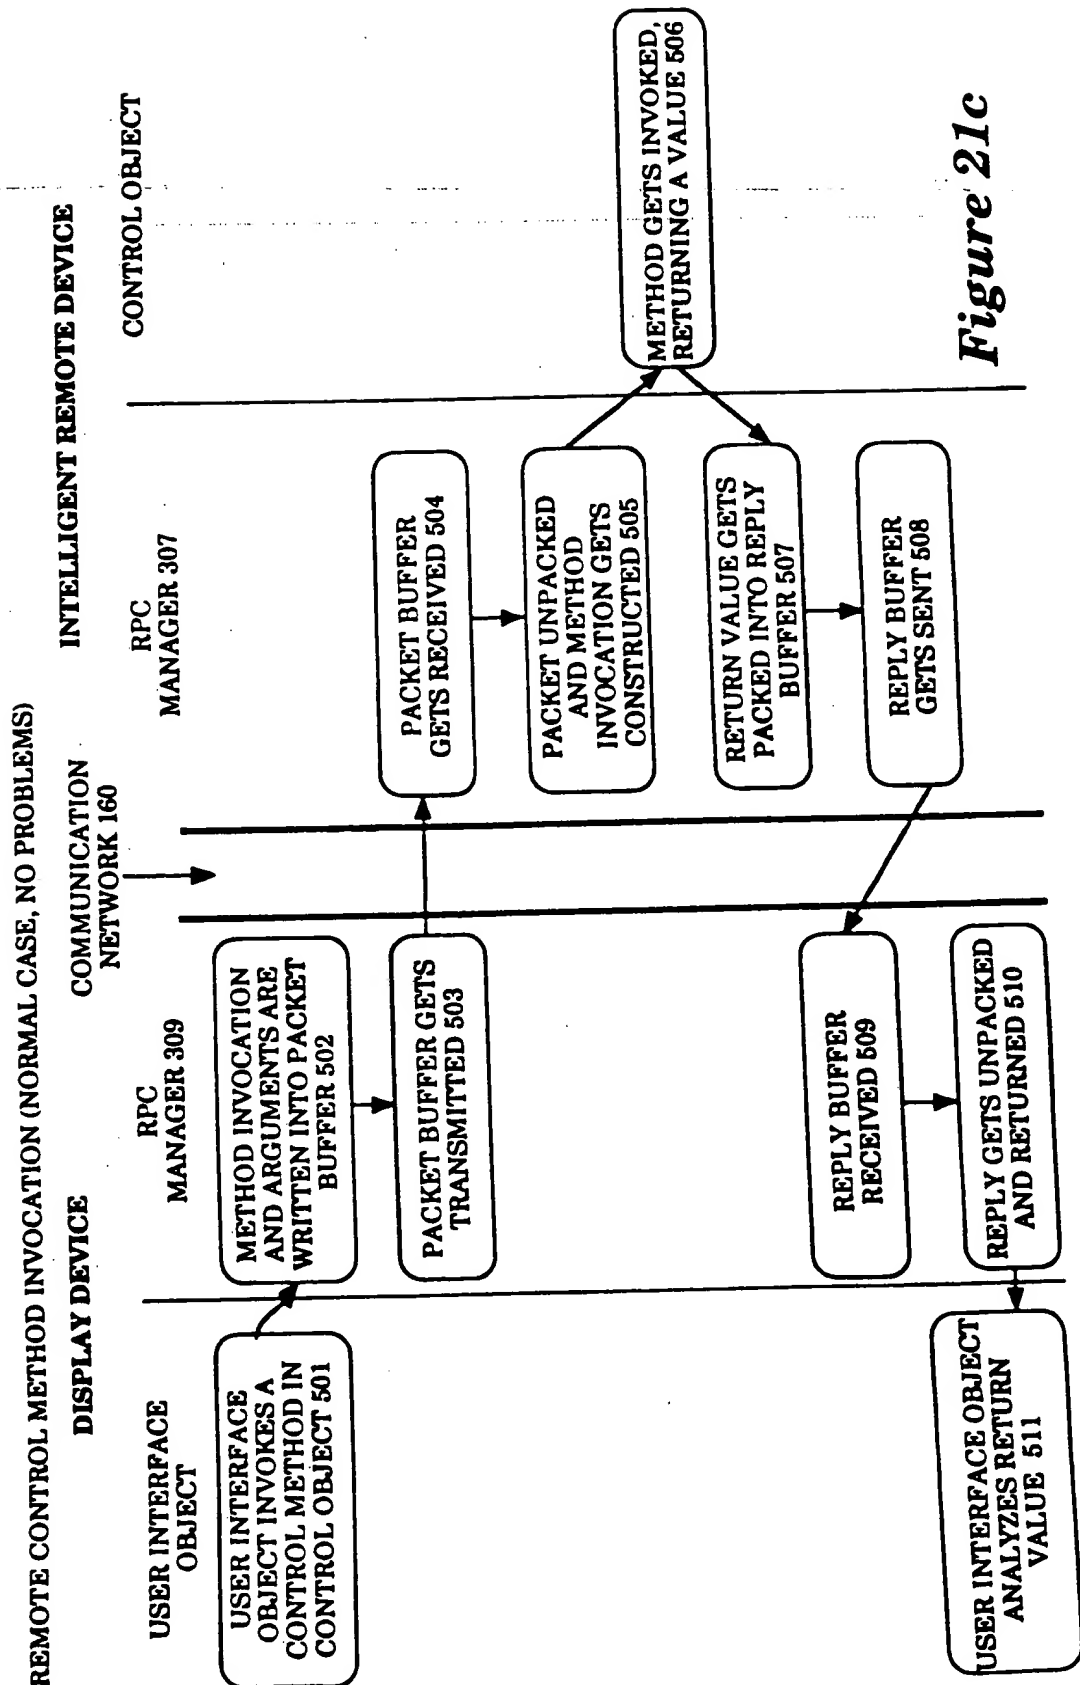 REMOTE CONTROL METHOD INVOCATION (NORMAL CASE, NO PROBLEMS)
DISPLAY DEVICE
COMMUNICATION
NETWORK 160
INTELLIGENT REMOTE DEVICE
USER INTERFACE
OBJECT
RPC
MANAGER 309
RPC
MANAGER 307
CONTROL OBJECT
USER INTERFACE
OBJECT INVOKES A
CONTROL METHOD IN
CONTROL OBJECT 501
METHOD INVOCATION
AND ARGUMENTS ARE
WRITTEN INTO PACKET
BUFFER 502
PACKET BUFFER GETS
TRANSMITTED 503
PACKET BUFFER
GETS RECEIVED 504
PACKET UNPACKED
AND METHOD
INVOCATION GETS
CONSTRUCTED 505
METHOD GETS INVOKED,
RETURNING A VALUE 506
RETURN VALUE GETS
PACKED INTO REPLY
BUFFER 507
REPLY BUFFER
GETS SENT 508
REPLY BUFFER
RECEIVED 509
REPLY GETS UNPACKED
AND RETURNED 510
USER INTERFACE OBJECT
ANALYZES RETURN
VALUE 511
Figure 21c